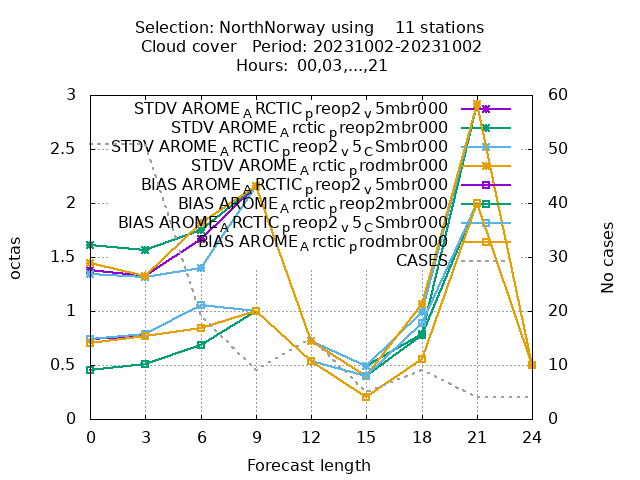 Selection: NorthNorway using    11 stations
Cloud cover   Period: 20231002-20231002
Hours:  00,03,...,21
3
2.5
2
1.5
1
0.5
0
60
50
40
30
20
10
0
octas
No cases
STDV AROME_ARCTIC_preop2_v5mbr000
STDV AROME_Arctic_preop2mbr000
STDV AROME_ARCTIC_preop2_v5_CSmbr000
STDV AROME_Arctic_prodmbr000
BIAS AROME_ARCTIC_preop2_v5mbr000
BIAS AROME_Arctic_preop2mbr000
BIAS AROME_ARCTIC_preop2_v5_CSmbr000
BIAS AROME_Arctic_prodmbr000
CASES
0 3 6 9 12 15 18 21 24
Forecast length